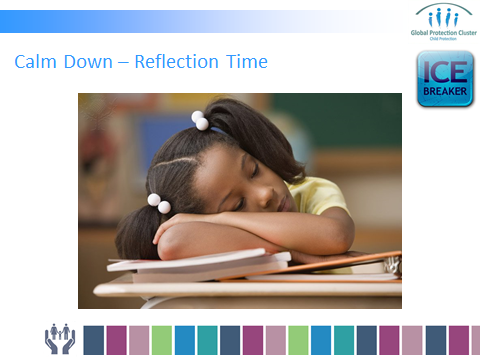 Global Protection Cluster
Child Protection
Calm Down – Reflection Time
ICE
BREAKER